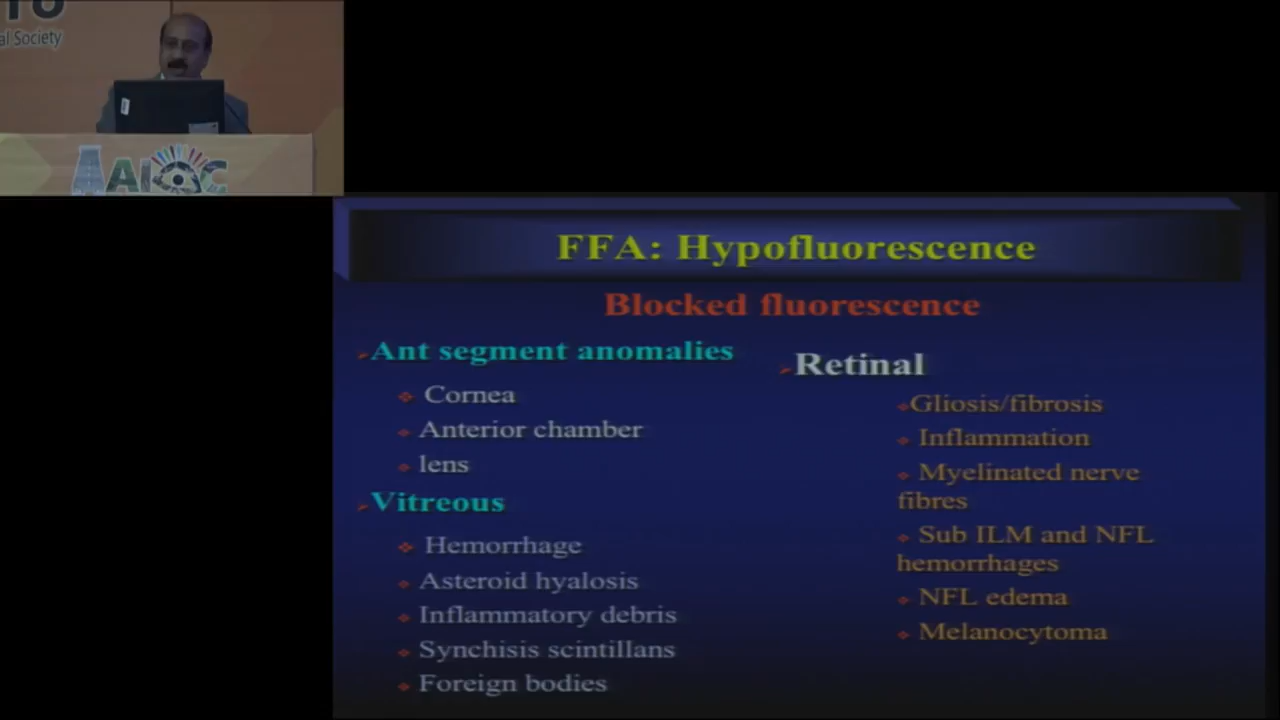 al Society
AIOC
FFA: Hypofluorescence
Blocked fluorescence
Ant segment anomalies
Cornea
Anterior chamber
lens
Vitreous
Hemorrhage
Asteroid hyalosis
Inflammatory debris
Synchisis scintillans
Foreign bodies
Retinal
Gliosis/fibrosis
Inflammation
Myelinated nerve
fibres
Sub ILM and NFL
hemorrhages
NFL edema
Melanocytoma